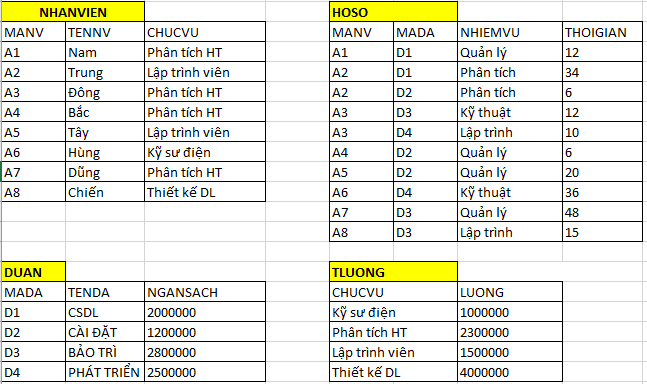 NHANVIEN
MANV TENNV CHUCVU
A1 Nam Phân tích HT
A2 Trung Lập trình viên
A3 Đông Phân tích HT
A4 Bắc Phân tích HT
A5 Tây Lập trình viên
A6 Hùng Kỹ sư điện
A7 Dũng Phân tích HT
A8 Chiến Thiết kế DL
HOSO
MANV MADA NHIEMVU THOIGIAN
A1 D1 Quản lý 12
A2 D1 Phân tích 34
A2 D2 Phân tích 6
A3 D3 Kỹ thuật 12
A3 D4 Lập trình 10
A4 D2 Quản lý 6
A5 D2 Quản lý 20
A6 D4 Kỹ thuật 36
A7 D3 Quản lý 48
A8 D3 Lập trình 15
DUAN
MADA TENDA NGANSACH
D1 CSDL 2000000
D2 CÀI ĐẶT 1200000
D3 BẢO TRÌ 2800000
D4 PHÁT TRIỂN 2500000
TLUONG
CHUCVU LUONG
Kỹ sư điện 1000000
Phân tích HT 2300000
Lập trình viên 1500000
Thiết kế DL 4000000